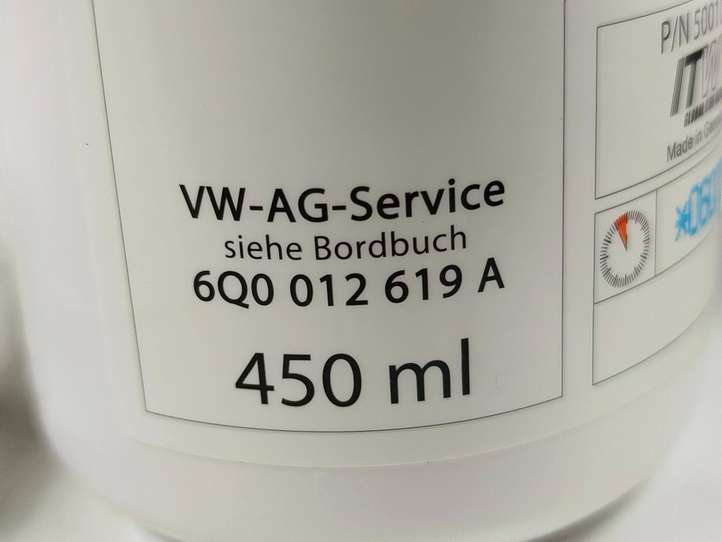 VW-AG-Service
siehe Bordbuch
6Q0 012 619 A
450 ml
P/N
Made in